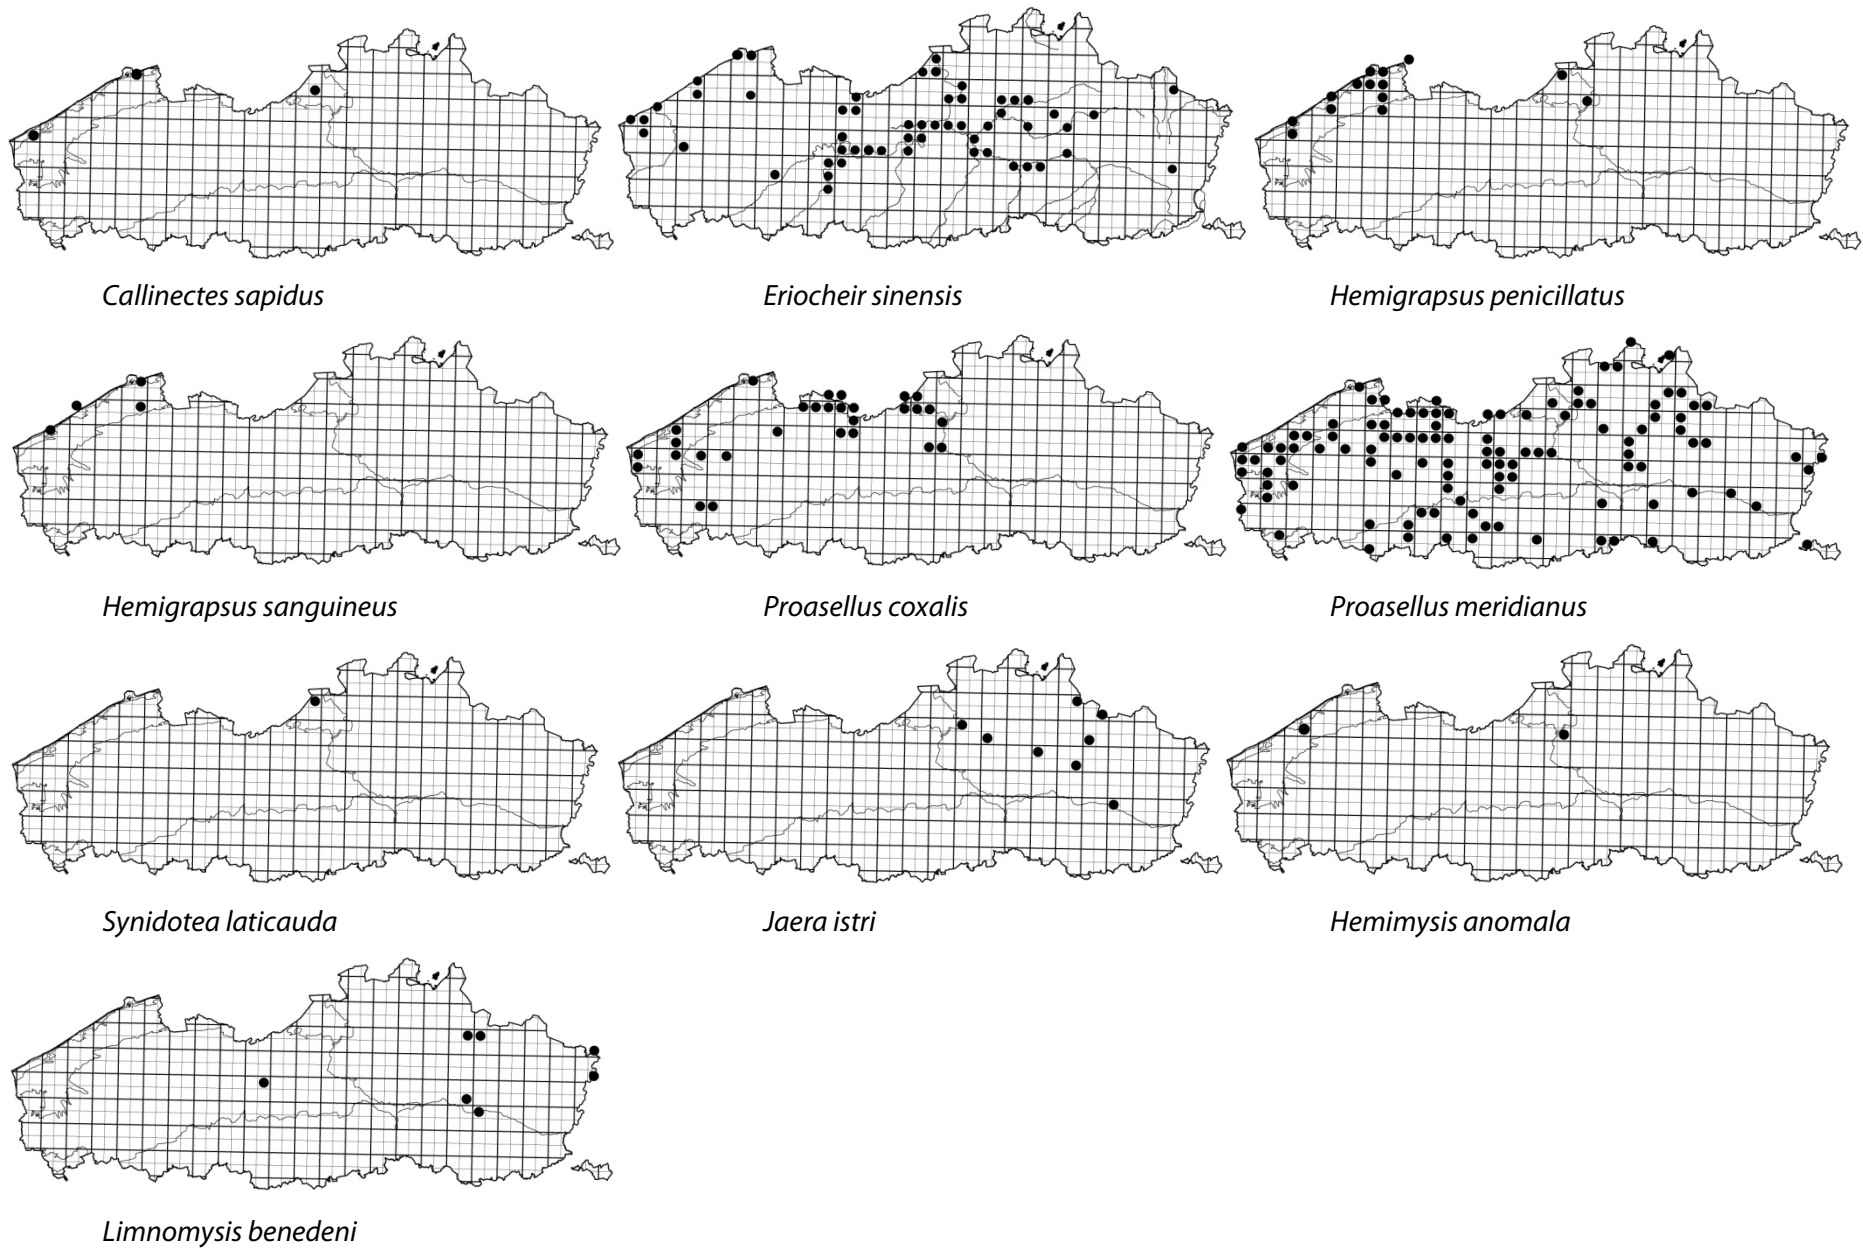 Callinectes sapidus
Eriocheir sinensis
Hemigrapsus penicillatus
Hemigrapsus sanguineus
Proasellus coxalis
Proasellus meridianus
Synidotea laticauda
Jaera istri
Hemimysis anomala
Limnomysis benedeni